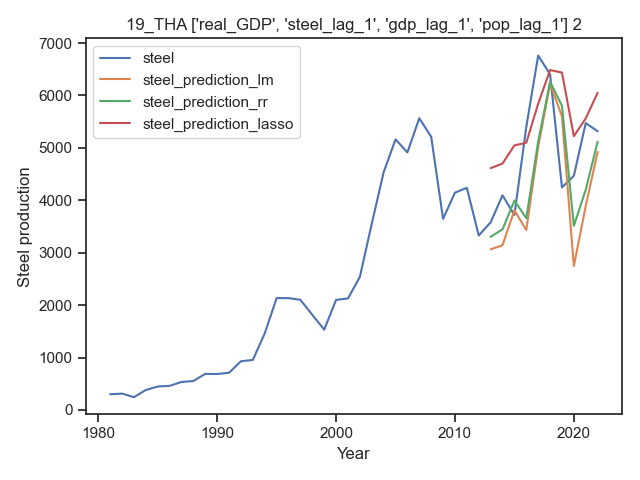 19_THA ['real_GDP', 'steel_lag_1', 'gdp_lag_1', 'pop_lag_1'] 2
steel
steel_prediction_lm
steel_prediction_rr
steel_prediction_lasso
Steel production
7000
6000
5000
4000
3000
2000
1000
0
1980
1990
2000
2010
2020
Year